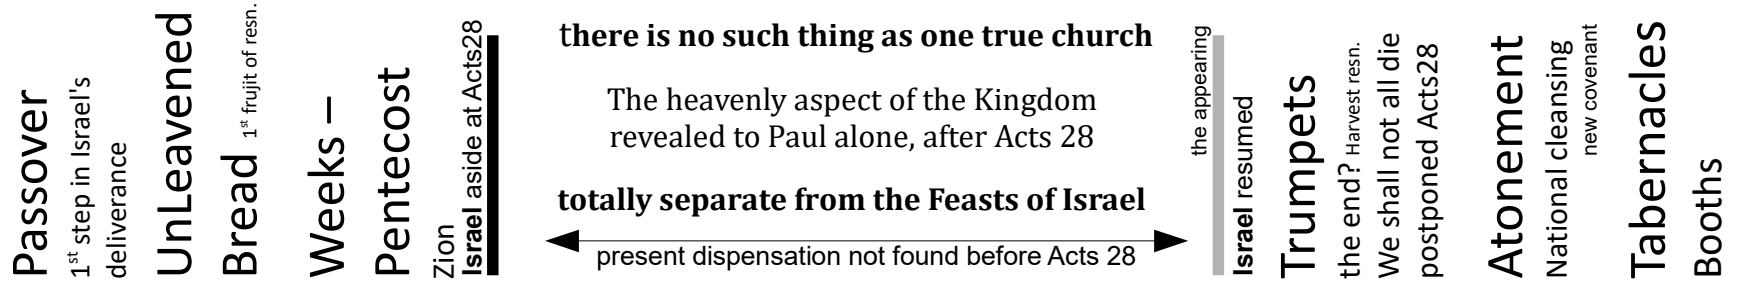 Passover
1st step in Israel's
deliverance
UnLeavened
Bread 1st frujit of resn.
Weeks –
Pentecost
Zion
Israel aside at Acts28
there is no such thing as one true church
The heavenly aspect of the Kingdom
revealed to Paul alone, after Acts 28
totally separate from the Feasts of Israel
present dispensation not found before Acts 28
the appearing
Israel resumed
Trumpets
the end? Harvest resn.
We shall not all die
postponed Acts28
Atonement
National cleansing
new covenant
Tabernacles
Booths